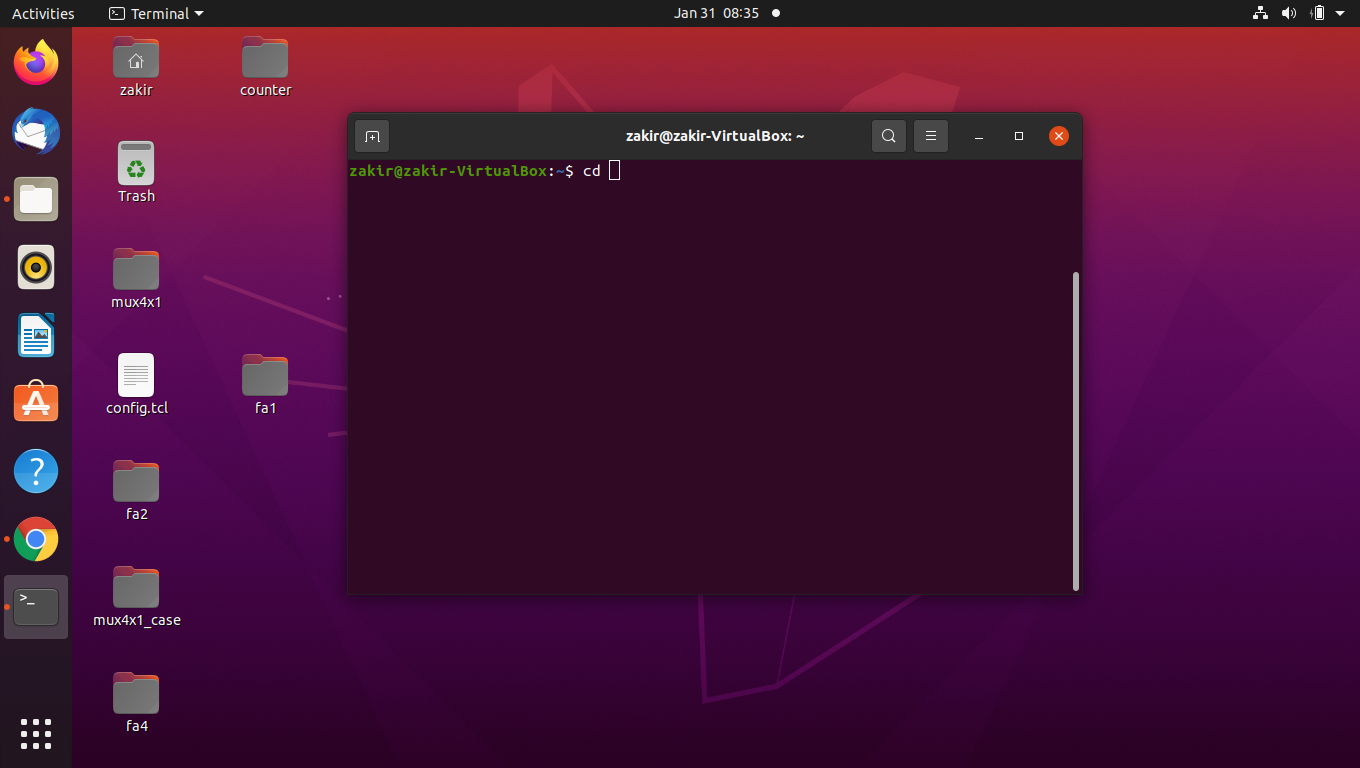 Activities
Terminal
Jan 31 08:35
zakir
counter
zakir@zakir-VirtualBox: ~
zakir@zakir-VirtualBox:~$ cd
Trash
mux4x1
config.tcl
fa1
fa2
mux4x1_case
fa4